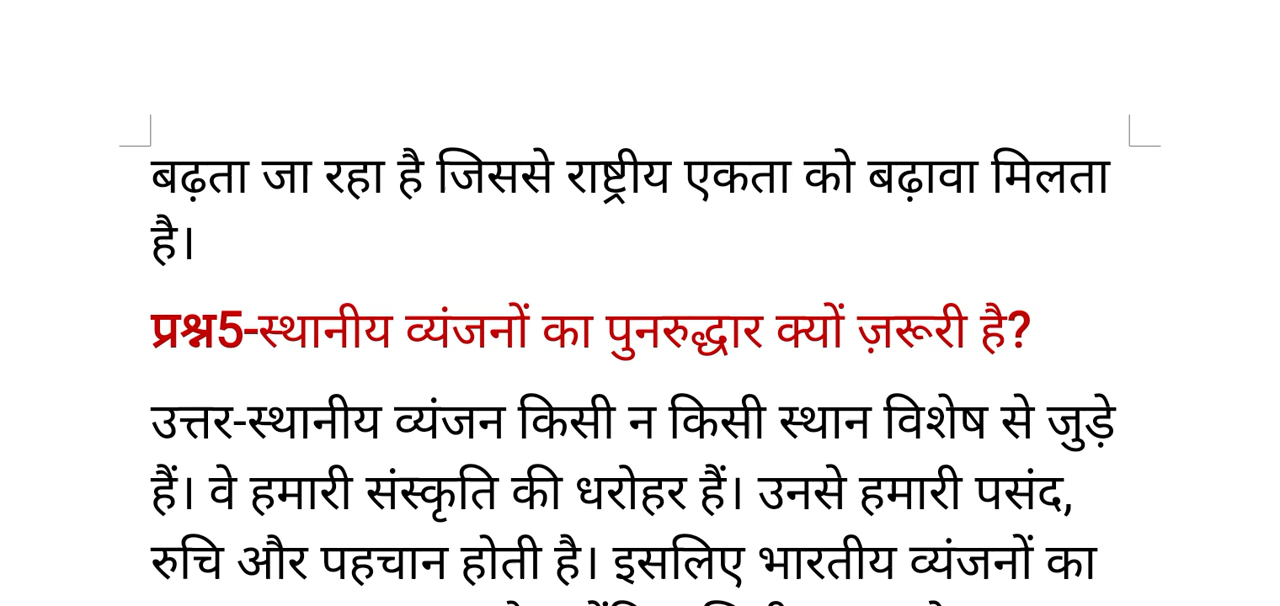 बढ़ता जा रहा है जिससे राष्ट्रीय एकता को बढ़ावा मिलता
है।
प्रश्न5-स्थानीय व्यंजनों का पुनरुद्धार क्यों ज़रूरी है?
उत्तर-स्थानीय व्यंजन किसी न किसी स्थान विशेष से जुड़े
हैं। वे हमारी संस्कृति की धरोहर हैं। उनसे हमारी पसंद,
रुचि और पहचान होती है। इसलिए भारतीय व्यंजनों का